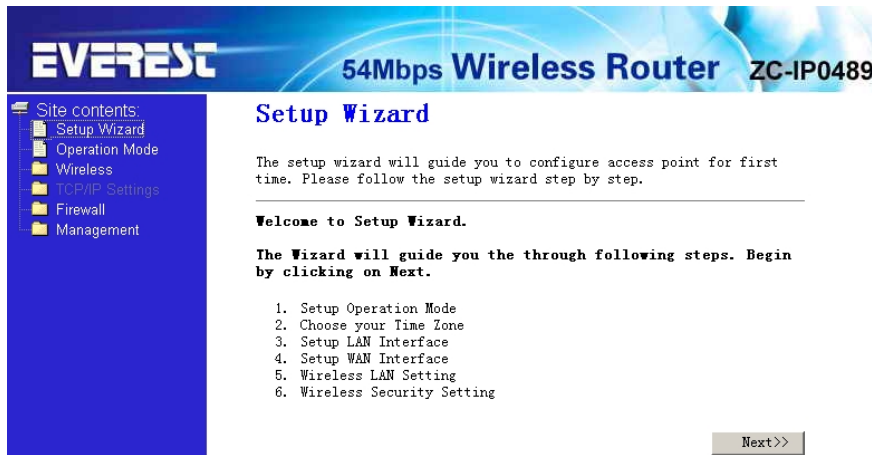 EVEREST
54Mbps Wireless Router ZC-IP0489
Site contents:
Setup Wizard
Operation Mode
Wireless
TCP/IP Settings
Firewall
Management
Setup Wizard
The setup wizard will guide you to configure access point for first
time. Please follow the setup wizard step by step.
Welcome to Setup Wizard.
The Wizard will guide you the through following steps. Begin
by clicking on Next.
1. Setup Operation Mode
2. Choose your Time Zone
3. Setup LAN Interface
4. Setup WAN Interface
5. Wireless LAN Setting
6. Wireless Security Setting
Next>>